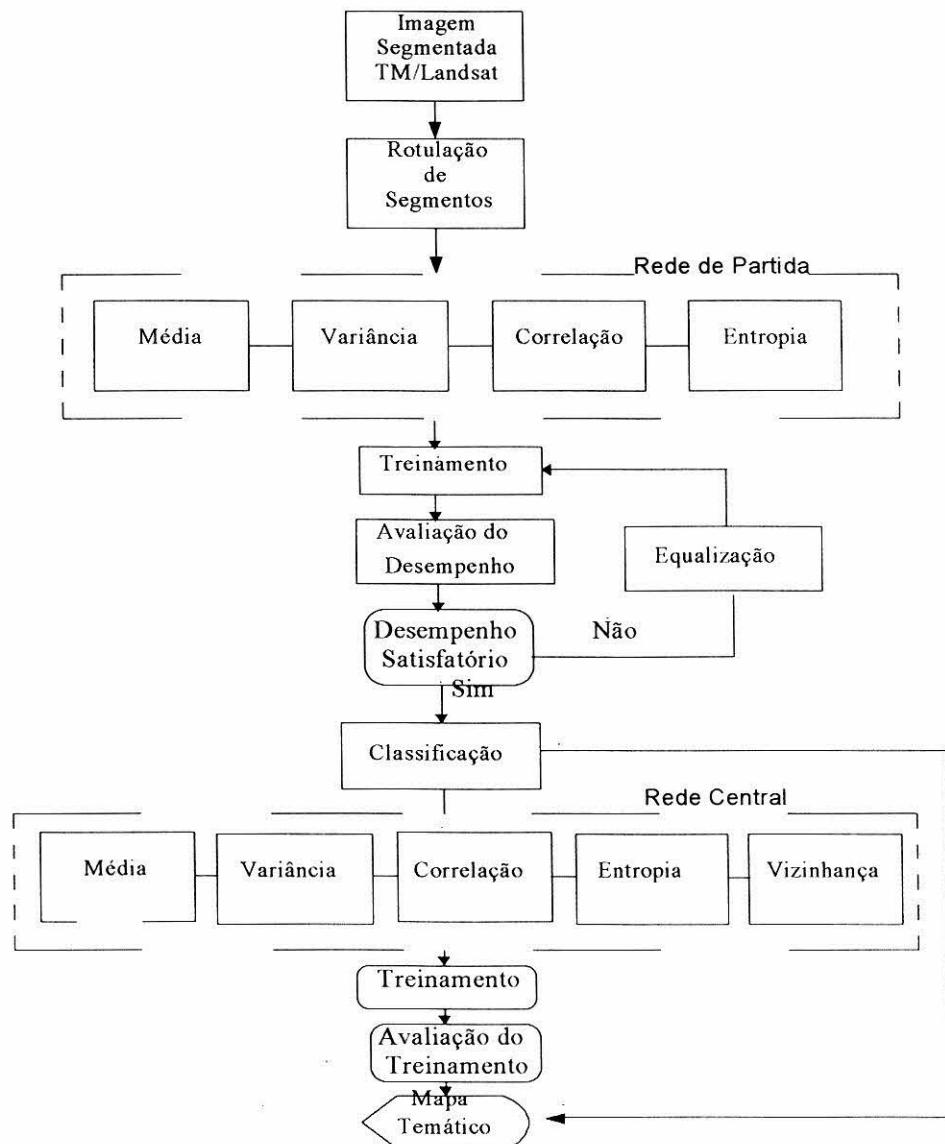 Imagem
Segmentada
TM/Landsat
Rotulação
de
Segmentos
Rede de Partida
Média
Variância
Correlação
Entropia
Treinamento
Avaliação do
Desempenho
Equalização
Desempenho
Satisfatório
Não
Sim
Classificação
Rede Central
Média
Variância
Correlação
Entropia
Vizinhança
Treinamento
Avaliação do
Treinamento
Mapa
Temático